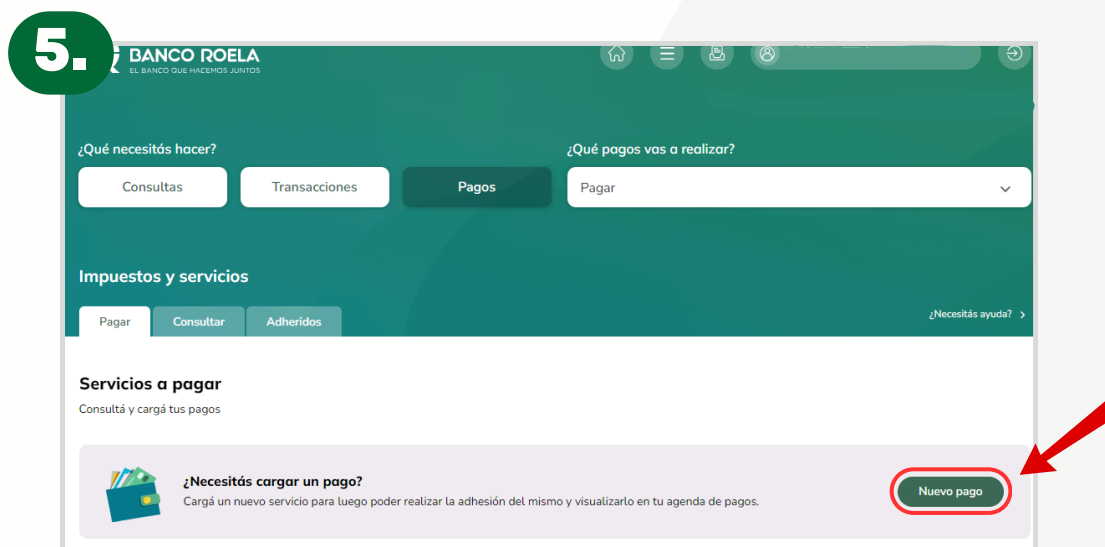 5.
BANCO ROELA
EL BANCO QUE HACEMOS JUNTOS
¿Qué necesitás hacer?
¿Qué pagos vas a realizar?
Consultas
Transacciones
Pagos
Pagar
Impuestos y servicios
Pagar
Consultar
Adheridos
¿Necesitás ayuda?
Servicios a pagar
Consultá y cargá tus pagos
¿Necesitás cargar un pago?
Cargá un nuevo servicio para luego poder realizar la adhesión del mismo y visualizarlo en tu agenda de pagos.
Nuevo pago